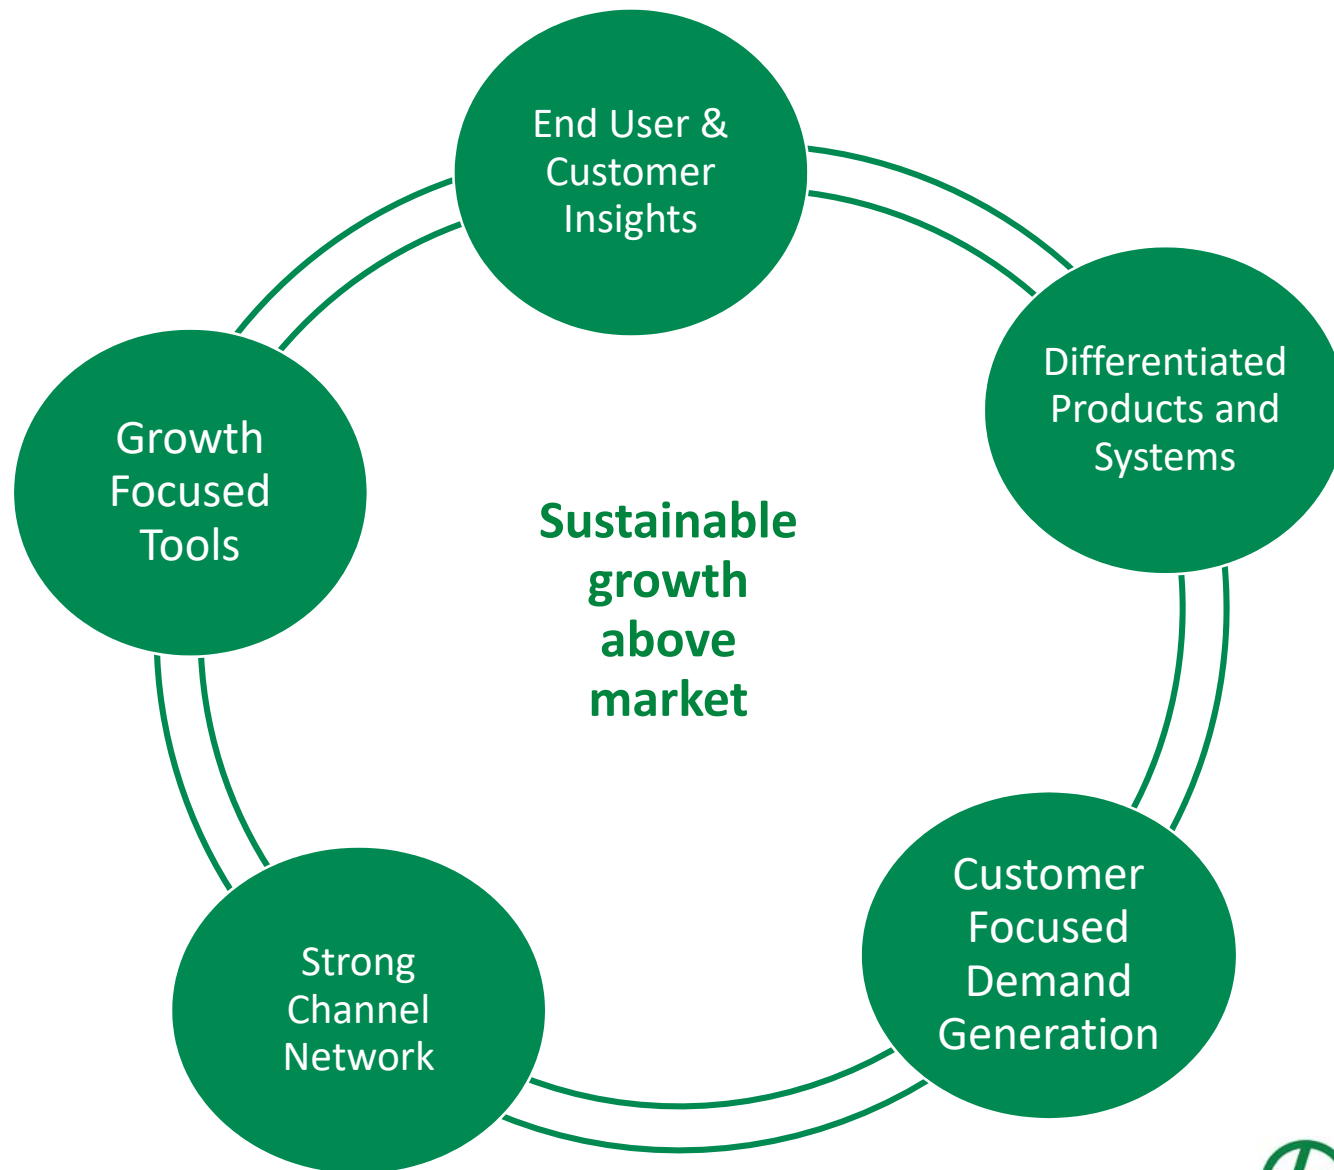 End User &
Customer
Insights
Differentiated
Products and
Systems
Growth
Focused
Tools
Sustainable
growth
above
market
Customer
Focused
Demand
Generation
Strong
Channel
Network